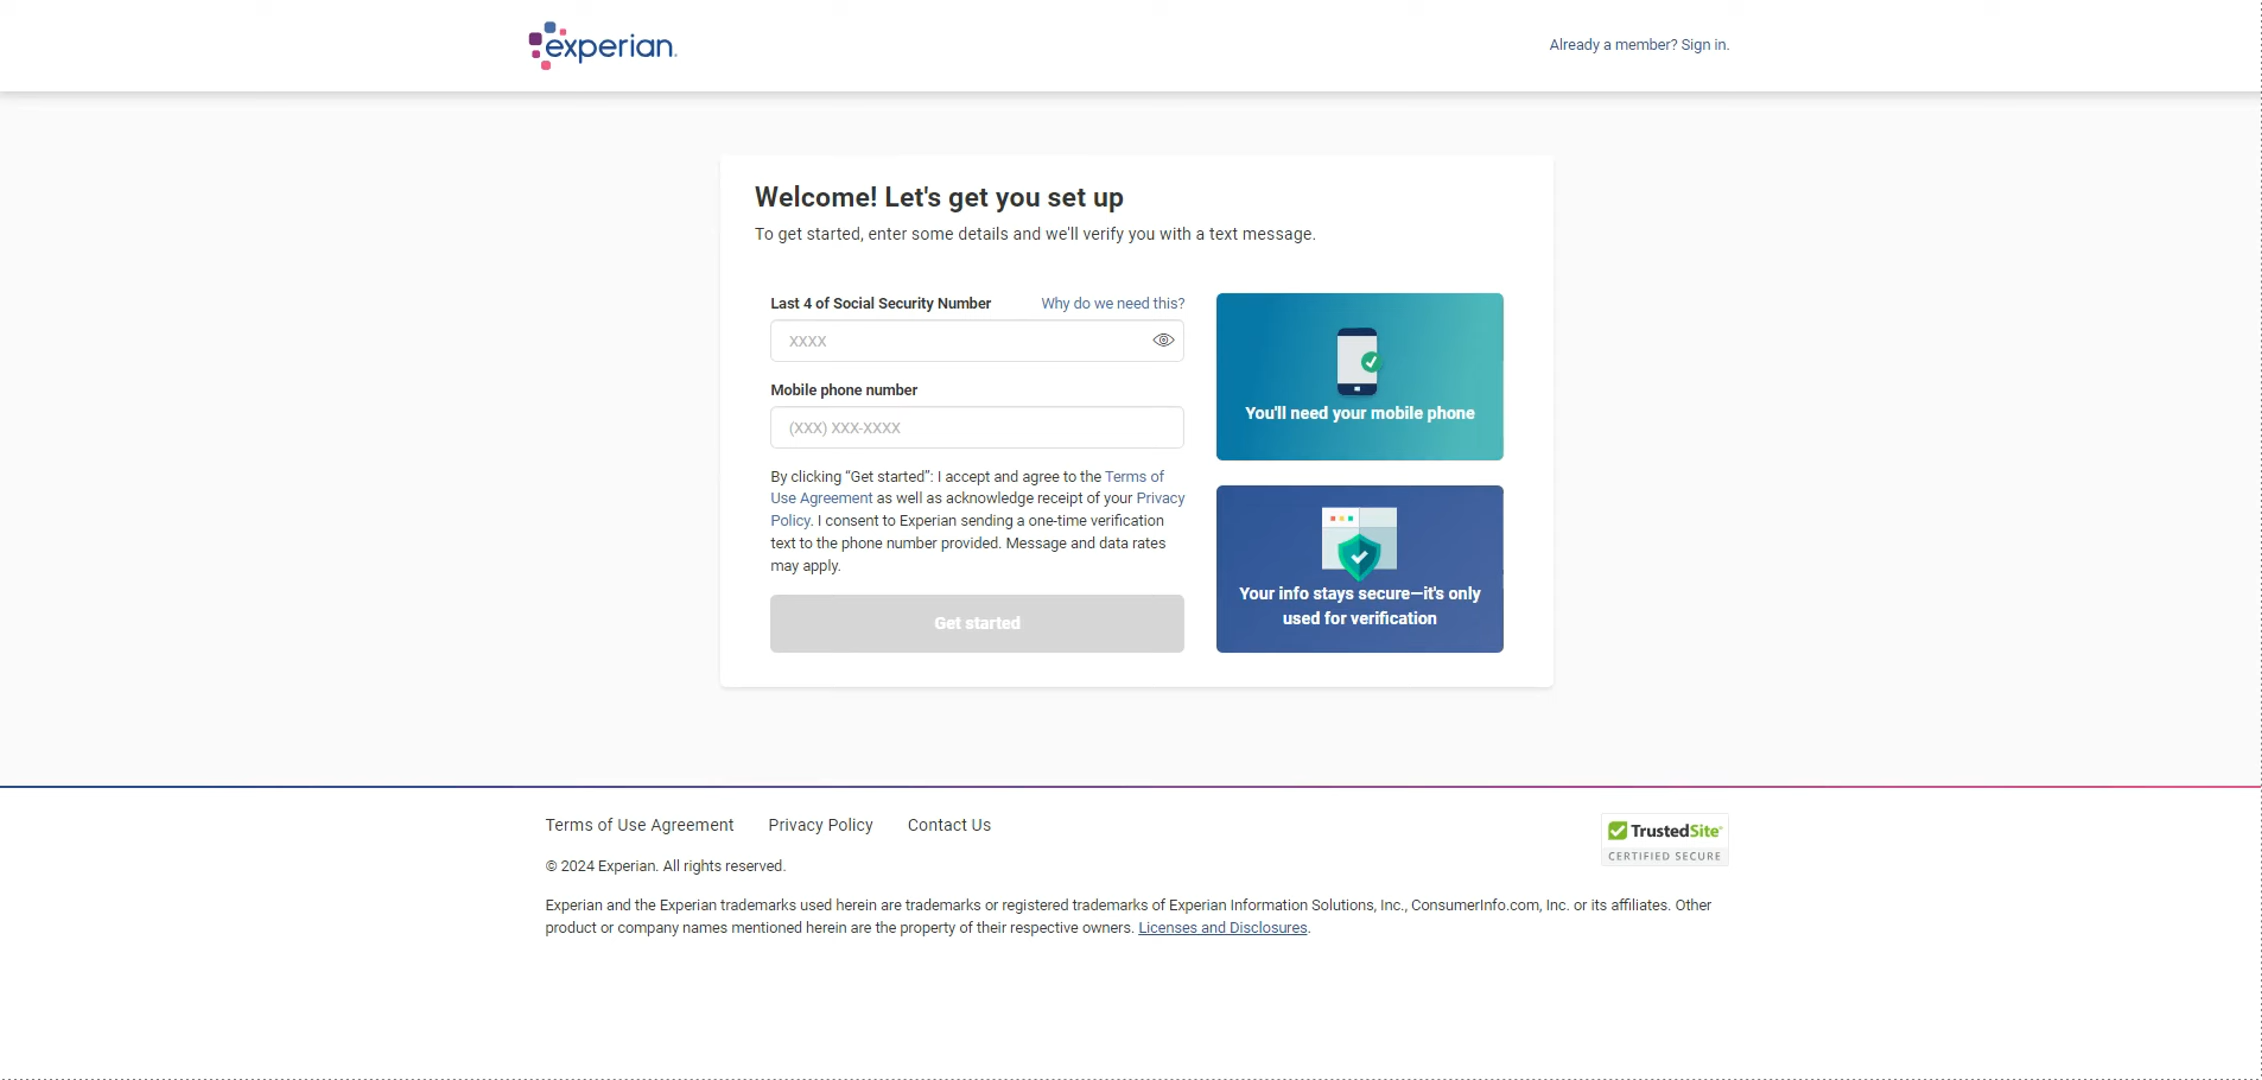 experian.
Already a member? Sign in.
Welcome! Let's get you set up
To get started, enter some details and we'll verify you with a text message.
Last 4 of Social Security Number
Why do we need this?
XXXX
Mobile phone number
(XXX) XXX-XXXX
By clicking “Get started”: I accept and agree to the Terms of
Use Agreement as well as acknowledge receipt of your Privacy
Policy. I consent to Experian sending a one-time verification
text to the phone number provided. Message and data rates
may apply.
Get started
You'll need your mobile phone
Your info stays secure—it's only
used for verification
Terms of Use Agreement
Privacy Policy
Contact Us
TrustedSite
CERTIFIED SECURE
© 2024 Experian. All rights reserved.
Experian and the Experian trademarks used herein are trademarks or registered trademarks of Experian Information Solutions, Inc., ConsumerInfo.com, Inc. or its affiliates. Other
product or company names mentioned herein are the property of their respective owners. Licenses and Disclosures.